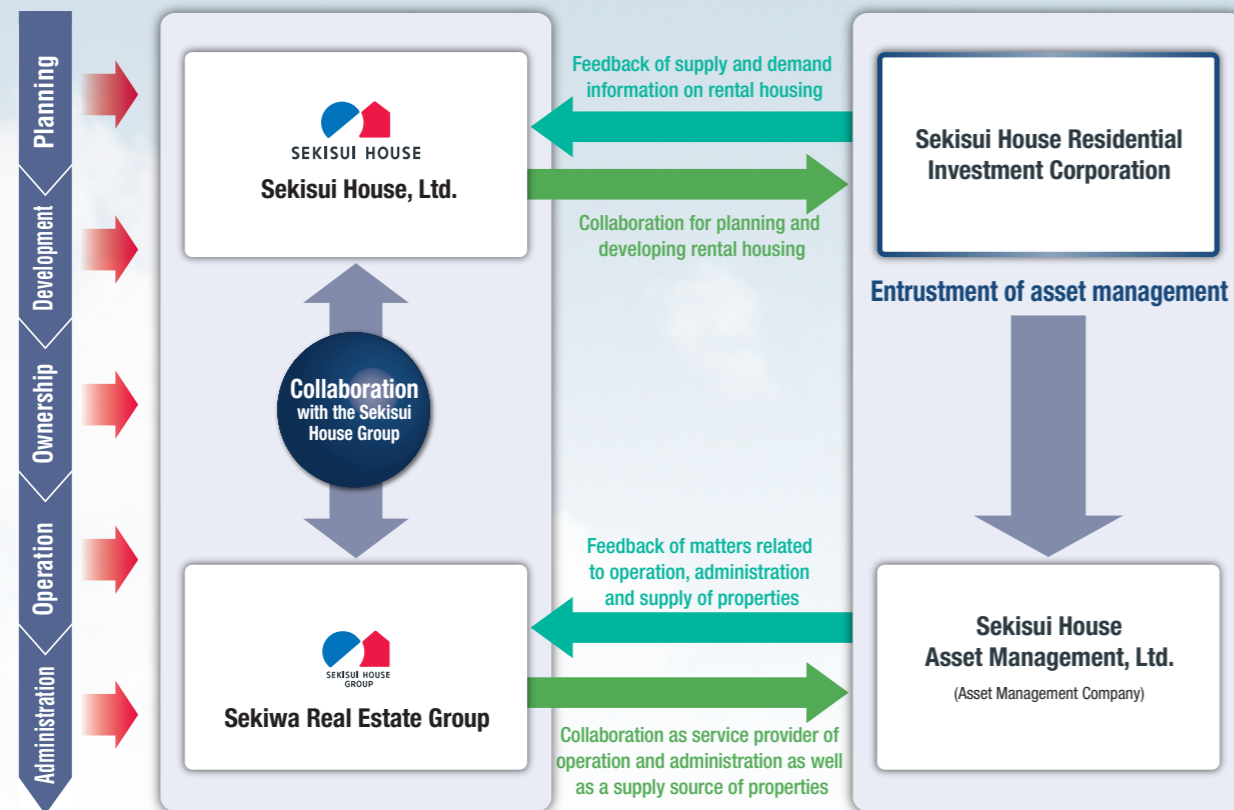 Planning
Development
Ownership
Operation
Administration
SEKISUI HOUSE
Sekisui House, Ltd.
Collaboration
with the Sekisui
House Group
SEKISUI HOUSE
GROUP
Sekiwa Real Estate Group
Feedback of supply and demand
information on rental housing
Collaboration for planning and
developing rental housing
Feedback of matters related
to operation, administration
and supply of properties
Collaboration as service provider of
operation and administration as well
as a supply source of properties
Sekisui House Residential
Investment Corporation
Entrustment of asset management
Sekisui House
Asset Management, Ltd.
(Asset Management Company)